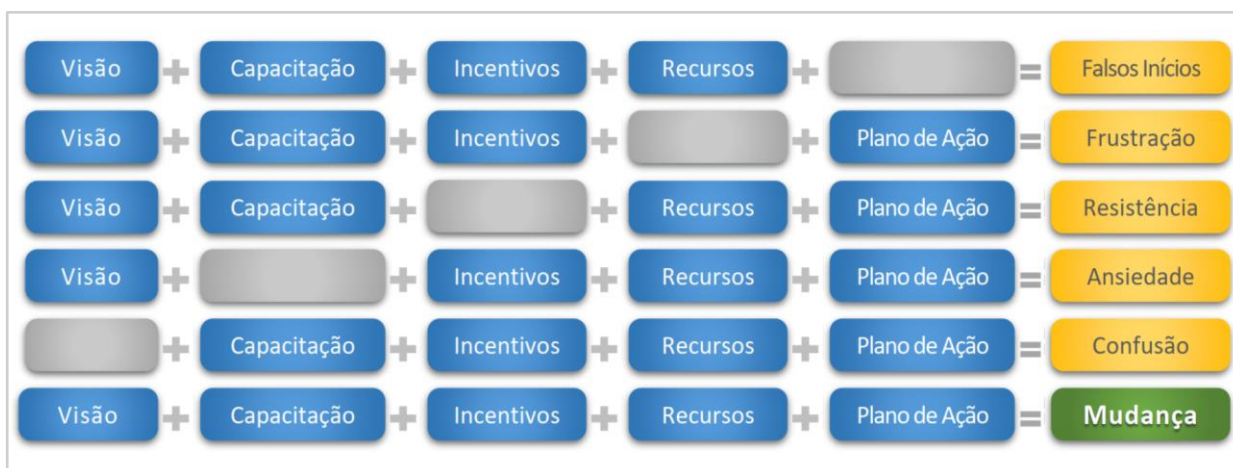 Visão + Capacitação + Incentivos + Recursos + = Falsos Inícios
Visão + Capacitação + Incentivos + + Plano de Ação = Frustração
Visão + Capacitação + + Recursos + Plano de Ação = Resistência
Visão + + Incentivos + Recursos + Plano de Ação = Ansiedade
+ Capacitação + Incentivos + Recursos + Plano de Ação = Confusão
Visão + Capacitação + Incentivos + Recursos + Plano de Ação = Mudança